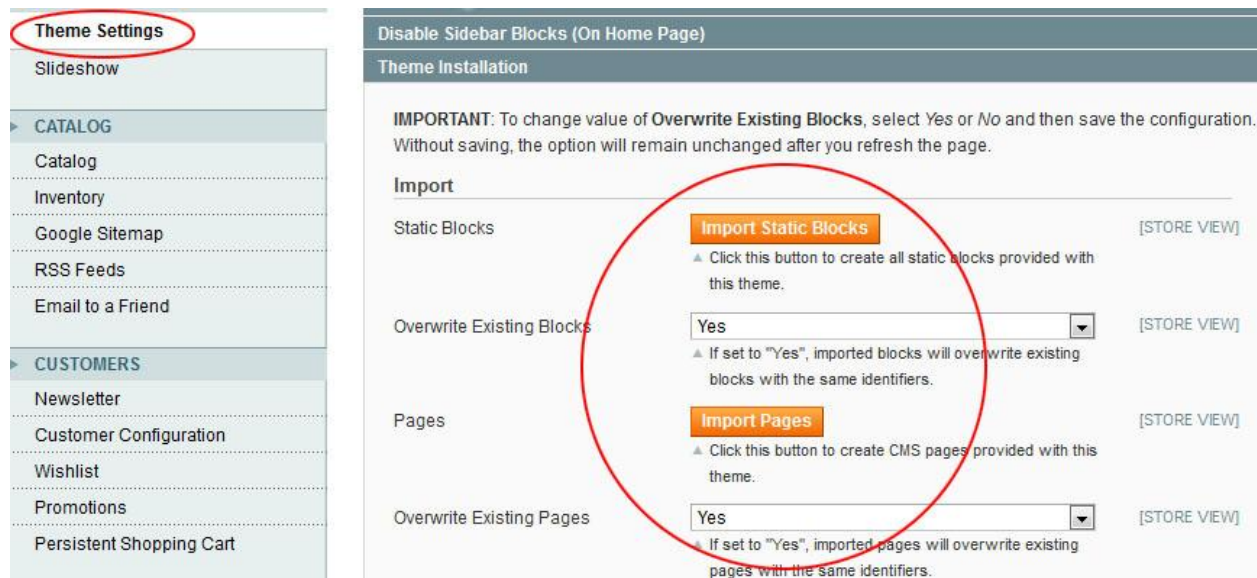 Theme Settings
Slideshow
CATALOG
Catalog
Inventory
Google Sitemap
RSS Feeds
Email to a Friend
CUSTOMERS
Newsletter
Customer Configuration
Wishlist
Promotions
Persistent Shopping Cart
Disable Sidebar Blocks (On Home Page)
Theme Installation
IMPORTANT: To change value of Overwrite Existing Blocks, select Yes or No and then save the configuration.
Without saving, the option will remain unchanged after you refresh the page.
Import
Static Blocks Import Static Blocks [STORE VIEW]
Click this button to create all static blocks provided with
this theme.
Overwrite Existing Blocks Yes [STORE VIEW]
If set to "Yes", imported blocks will overwrite existing
blocks with the same identifiers.
Pages Import Pages [STORE VIEW]
Click this button to create CMS pages provided with this
theme.
Overwrite Existing Pages Yes [STORE VIEW]
If set to "Yes", imported pages will overwrite existing
pages with the same identifiers.